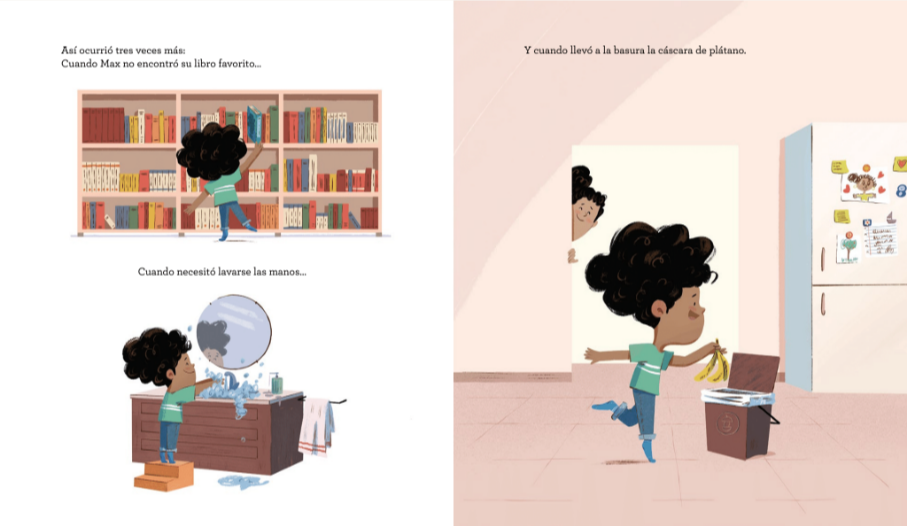 Así ocurrió tres veces más:
Cuando Max no encontró su libro favorito...
Cuando necesitó lavarse las manos...
Y cuando llevó a la basura la cáscara de plátano.